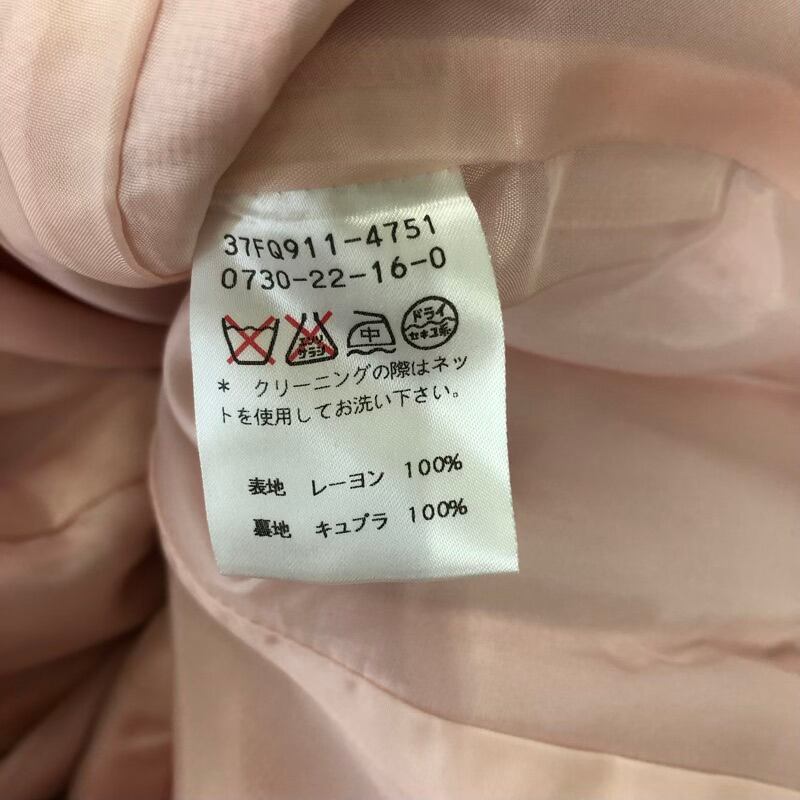 37FQ911-4751
0730-22-16-0
エンソ サラシ 中 ドライ セキユ系
* クリーニングの際はネッ
トを使用してお洗い下さい。
表地 レーヨン 100%
裏地 キュプラ 100%